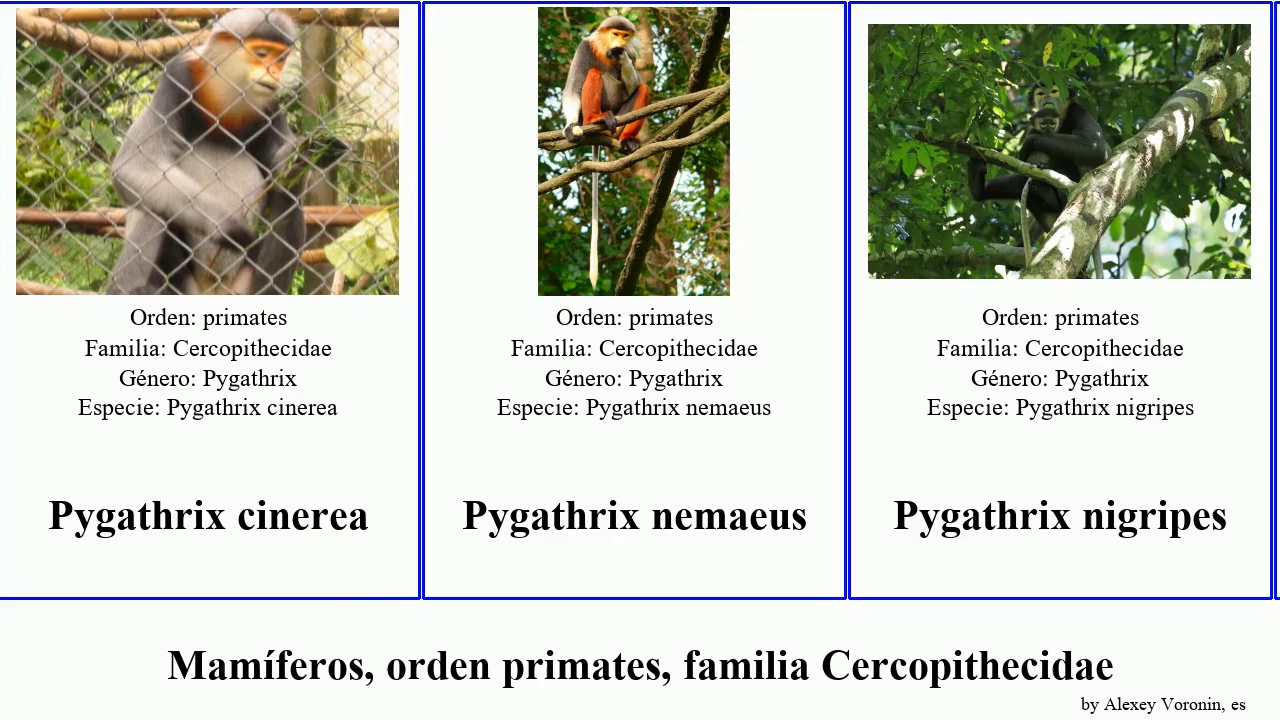 Orden: primates
Familia: Cercopithecidae
Género: Pygathrix
Especie: Pygathrix cinerea
Pygathrix cinerea
Orden: primates
Familia: Cercopithecidae
Género: Pygathrix
Especie: Pygathrix nemaeus
Pygathrix nemaeus
Orden: primates
Familia: Cercopithecidae
Género: Pygathrix
Especie: Pygathrix nigripes
Pygathrix nigripes
Mamíferos, orden primates, familia Cercopithecidae
by Alexey Voronin, es